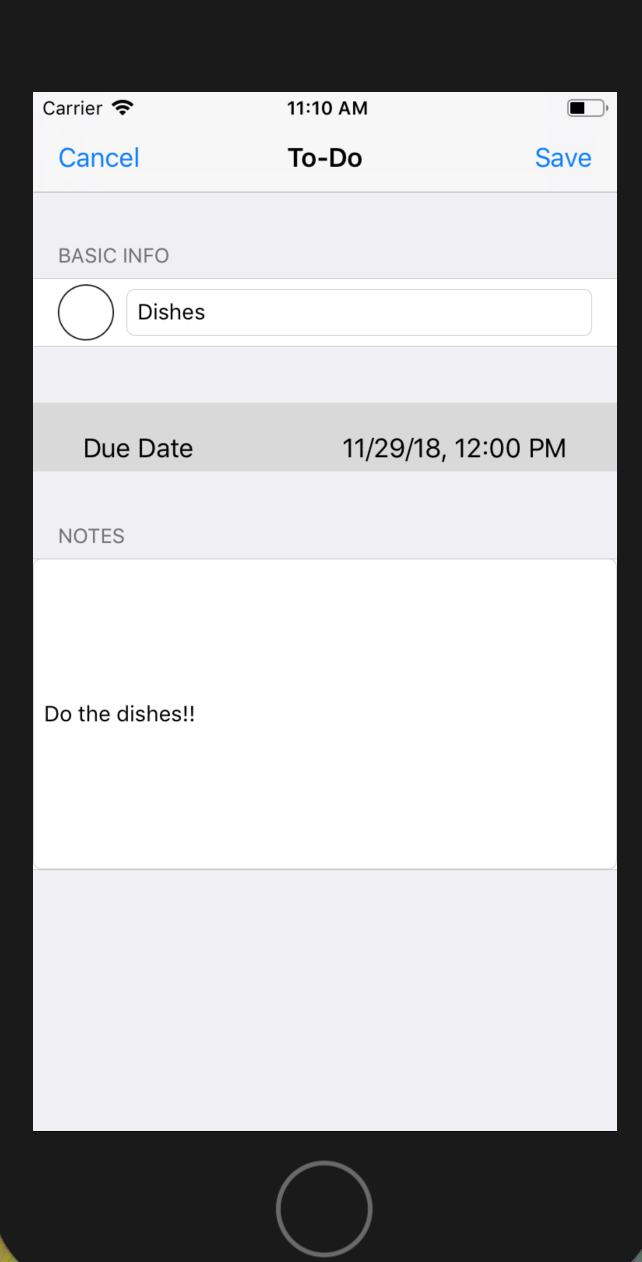 Carrier 11:10 AM
Cancel To-Do Save
BASIC INFO
Dishes
Due Date 11/29/18, 12:00 PM
NOTES
Do the dishes!!